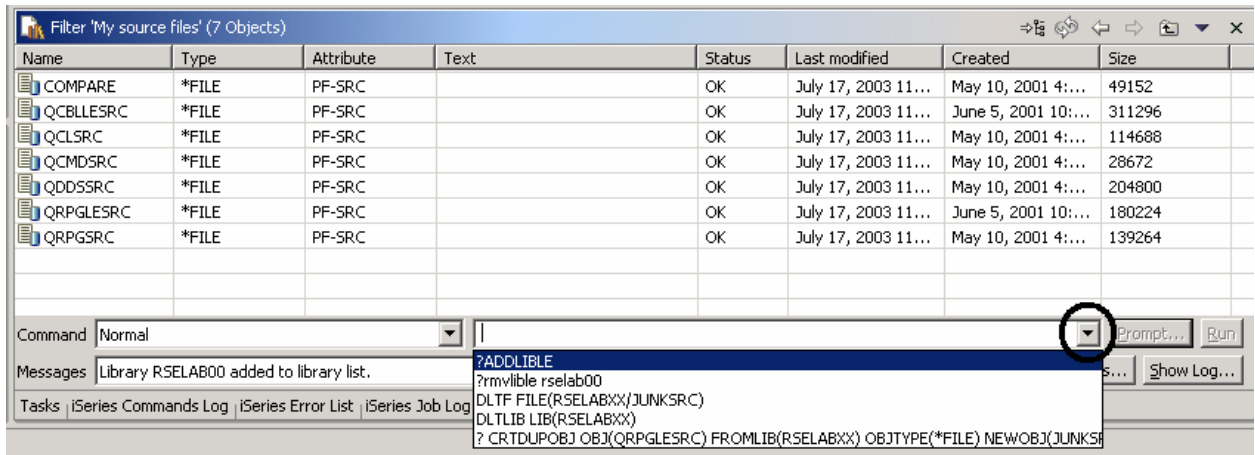 Filter 'My source files' (7 Objects)
Name Type Attribute Text Status Last modified Created Size
COMPARE *FILE PF-SRC OK July 17, 2003 11... May 10, 2001 4:... 49152
QCBLLESRC *FILE PF-SRC OK July 17, 2003 11... June 5, 2001 10:... 311296
QCLSRC *FILE PF-SRC OK July 17, 2003 11... May 10, 2001 4:... 114688
QCMDSRC *FILE PF-SRC OK July 17, 2003 11... May 10, 2001 4:... 28672
QDDSSRC *FILE PF-SRC OK July 17, 2003 11... May 10, 2001 4:... 204800
QRPGLESRC *FILE PF-SRC OK July 17, 2003 11... June 5, 2001 10:... 180224
QRPGSRC *FILE PF-SRC OK July 17, 2003 11... May 10, 2001 4:... 139264
Command Normal Prompt... Run
?ADDLIBLE
Messages Library RSELAB00 added to library list. s... Show Log...
?rmvlible rselab00
DLTF FILE(RSELABXX/JUNKSRC)
Tasks iSeries Commands Log iSeries Error List iSeries Job Log
DLTLIB LIB(RSELABXX)
? CRTDUPOBJ OBJ(QRPGLESRC) FROMLIB(RSELABXX) OBJTYPE(*FILE) NEWOBJ(JUNKS